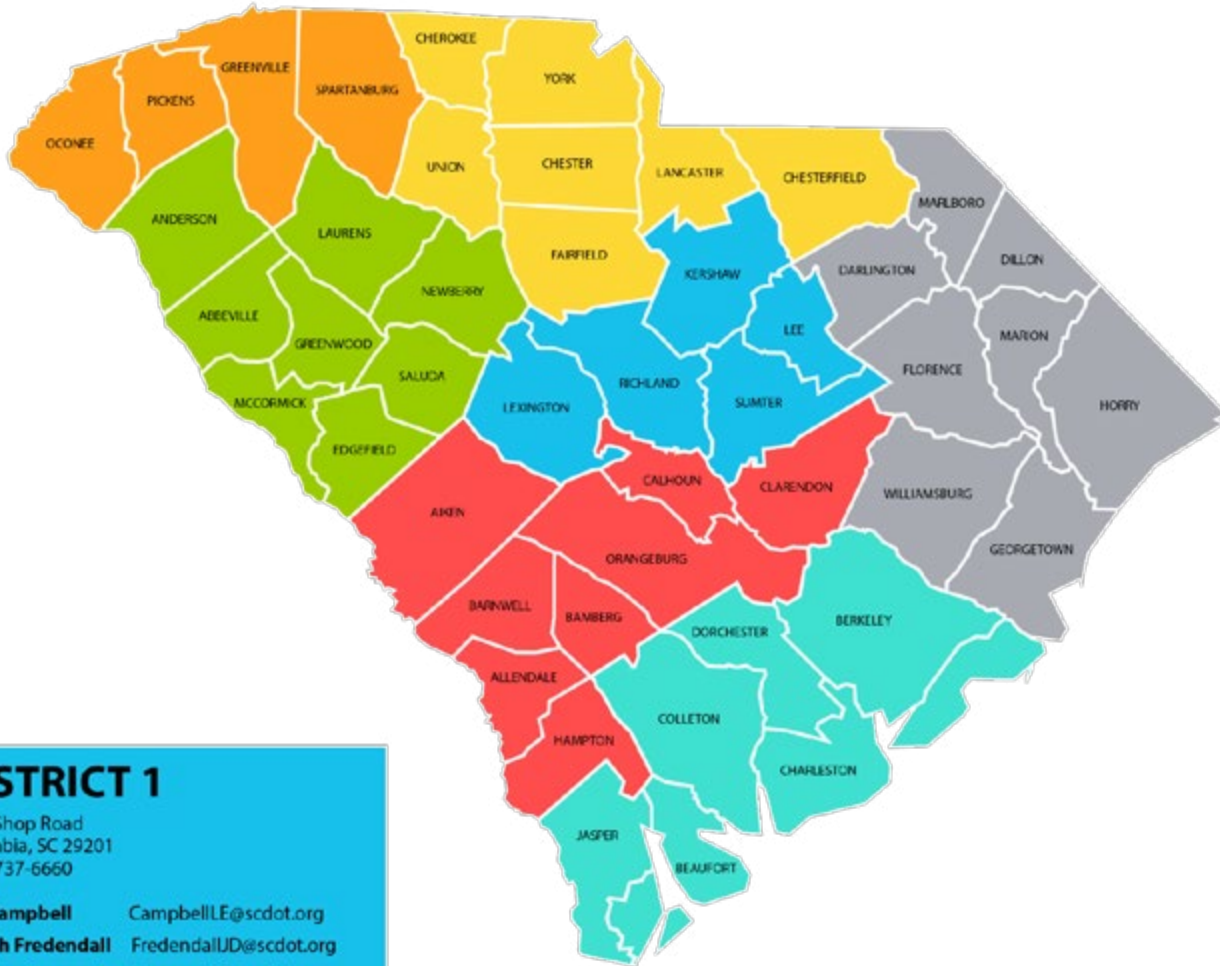 CHEROKEE
YORK
GREENVILLE
SPARTANBURG
PICKENS
OCONEE
UNION
CHESTER
LANCASTER
CHESTERFIELD
MARLBORO
ANDERSON
LAURENS
FAIRFIELD
KERSHAW
DARLINGTON
DILLON
NEWBERRY
ABBEVILLE
GREENWOOD
LEE
MARION
SALUDA
RICHLAND
FLORENCE
MCCORMICK
LEXINGTON
SUMTER
HORRY
EDGEFIELD
CALHOUN
CLARENDON
WILLIAMSBURG
AIKEN
ORANGEBURG
GEORGETOWN
BARNWELL
BAMBERG
DORCHESTER
BERKELEY
ALLENDALE
COLLETON
HAMPTON
CHARLESTON
JASPER
BEAUFORT
STRICT 1
Shop Road
bia, SC 29201
737-6660
ampbell CampbellLE@scdot.org
h Fredendall FredendallJD@scdot.org